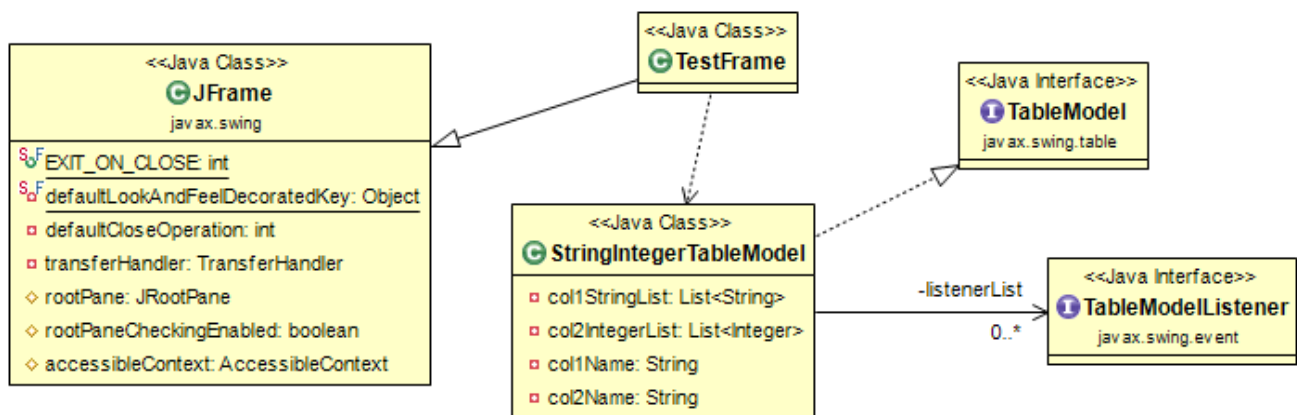 <<Java Class>>
JFrame
javax.swing
EXIT_ON_CLOSE: int
defaultLookAndFeelDecoratedKey: Object
defaultCloseOperation: int
transferHandler: TransferHandler
rootPane: JRootPane
rootPaneCheckingEnabled: boolean
accessibleContext: AccessibleContext
<<Java Class>>
TestFrame
<<Java Class>>
StringIntegerTableModel
col1StringList: List<String>
col2IntegerList: List<Integer>
col1Name: String
col2Name: String
<<Java Interface>>
TableModel
javax.swing.table
-listenerList
0..*
<<Java Interface>>
TableModelListener
javax.swing.event